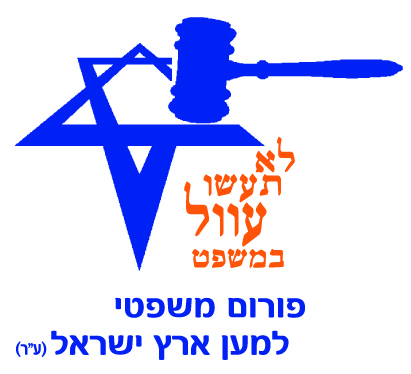 לא
תעשו
עוול
במשפט
פורום משפטי
למען ארץ ישראל (ע"ר)